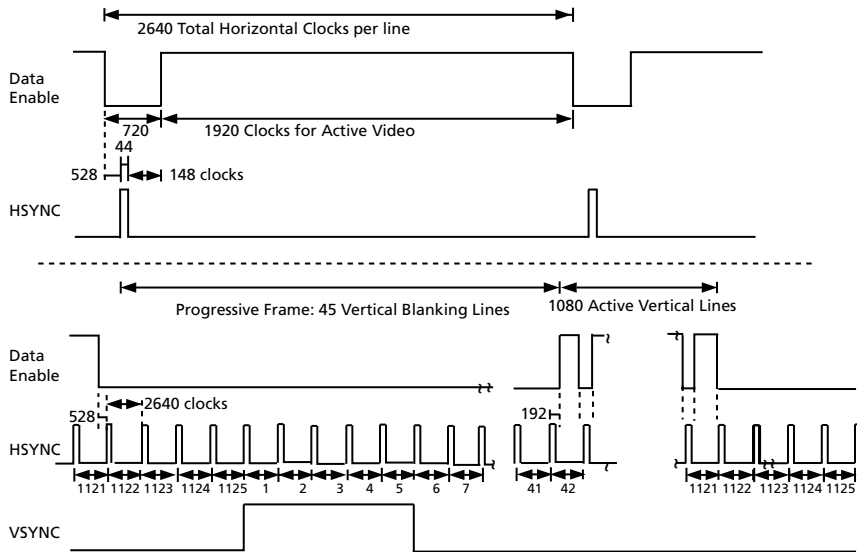 2640 Total Horizontal Clocks per line
Data
Enable
720
1920 Clocks for Active Video
44
528
148 clocks
HSYNC
Progressive Frame: 45 Vertical Blanking Lines
1080 Active Vertical Lines
Data
Enable
528
2640 clocks
192
HSYNC
1121 1122 1123 1124 1125 1 2 3 4 5 6 7 41 42 1121 1122 1123 1124 1125
VSYNC